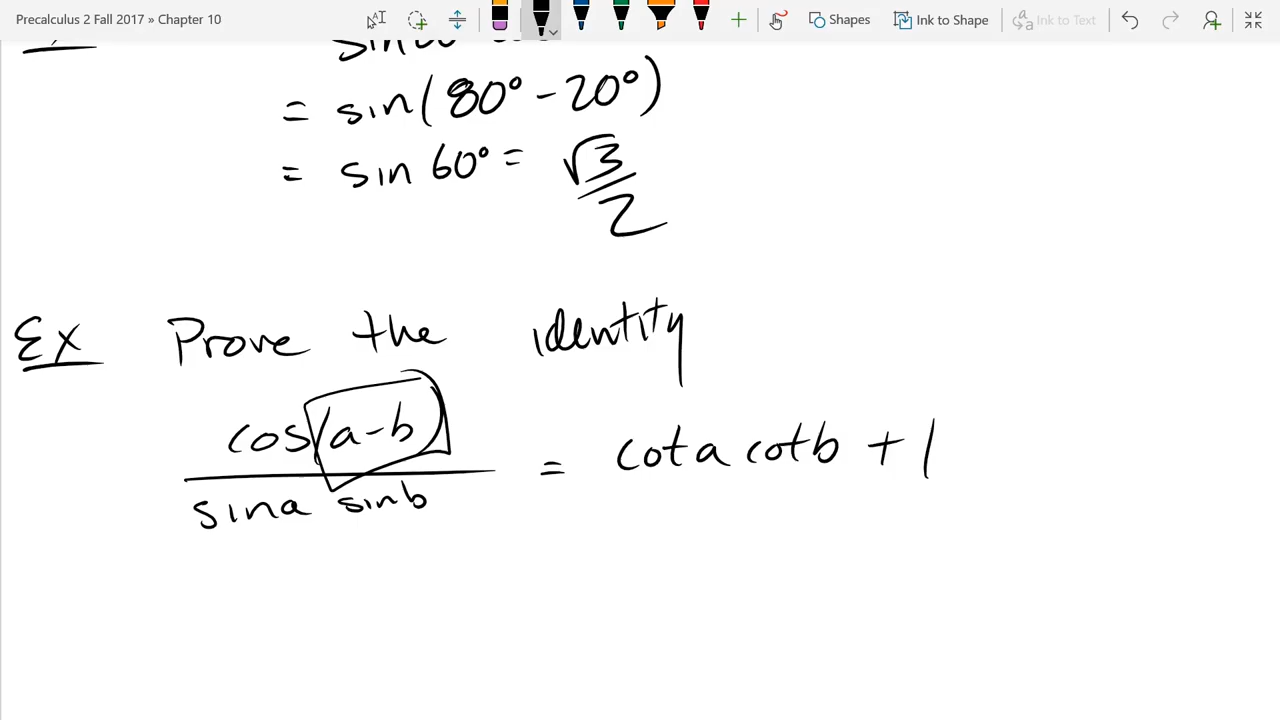 Precalculus 2 Fall 2017 » Chapter 10
Shapes
Ink to Shape
Ink to Text
= sin(80° - 20°)
= sin 60° = √3/2
Ex Prove the identity
cos(a-b)/sina sinb = cota cotb + 1